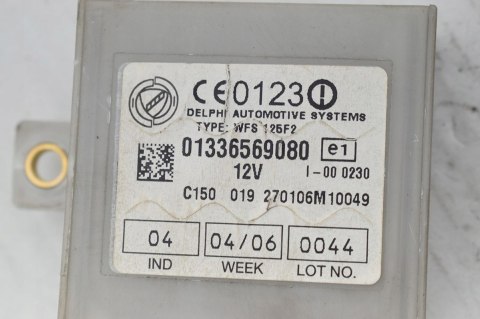 CE0123
DELPHI AUTOMOTIVE SYSTEMS
TYPE: WFS 125F2
01336569080 e1
12V I-00 0230
C150 019 270106M10049
04 04/06 0044
IND WEEK LOT NO.